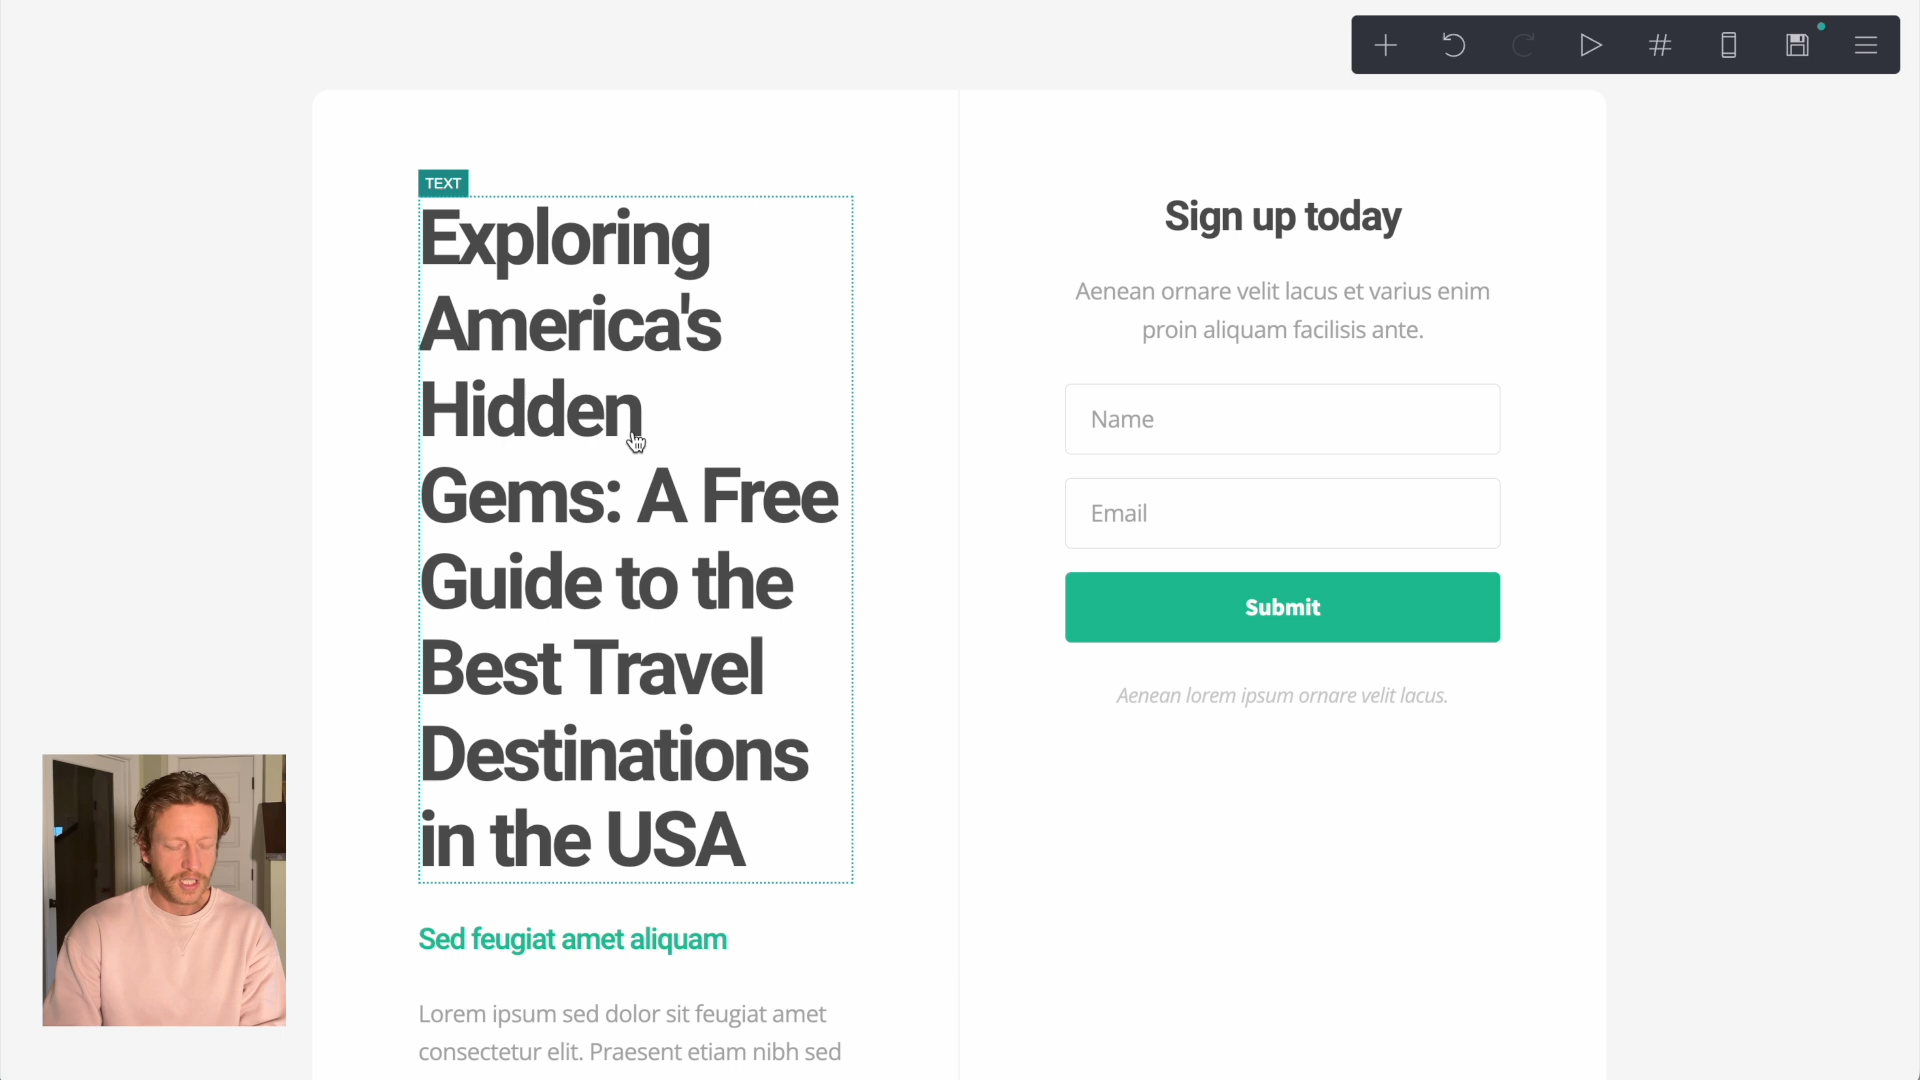 TEXT
Exploring
America's
Hidden
Gems: A Free
Guide to the
Best Travel
Destinations
in the USA
Sed feugiat amet aliquam
Lorem ipsum sed dolor sit feugiat amet
consectetur elit. Praesent etiam nibh sed
Sign up today
Aenean ornare velit lacus et varius enim
proin aliquam facilisis ante.
Name
Email
Submit
Aenean lorem ipsum ornare velit lacus.